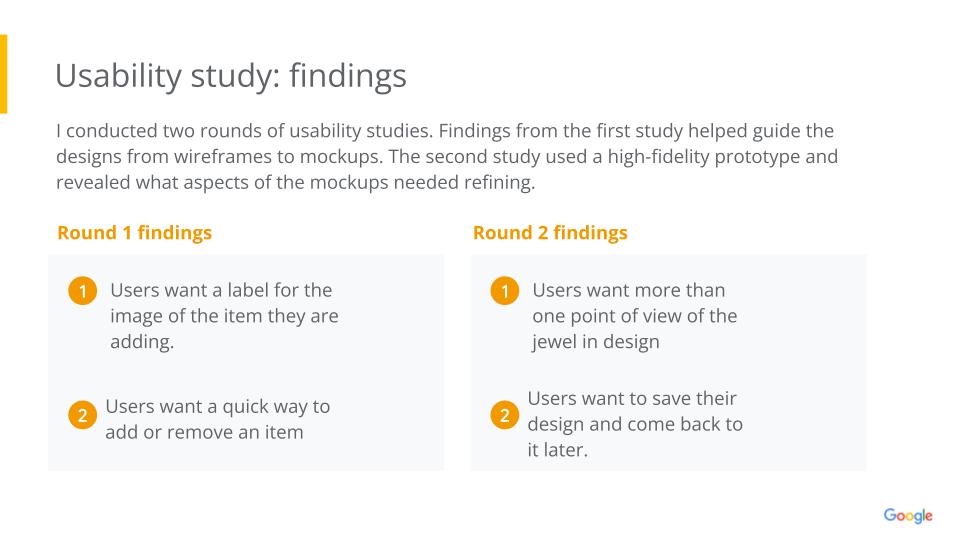 Usability study: findings
I conducted two rounds of usability studies. Findings from the first study helped guide the
designs from wireframes to mockups. The second study used a high-fidelity prototype and
revealed what aspects of the mockups needed refining.
Round 1 findings
1
Users want a label for the
image of the item they are
adding.
2
Users want a quick way to
add or remove an item
Round 2 findings
1
Users want more than
one point of view of the
jewel in design
2
Users want to save their
design and come back to
it later.
Google